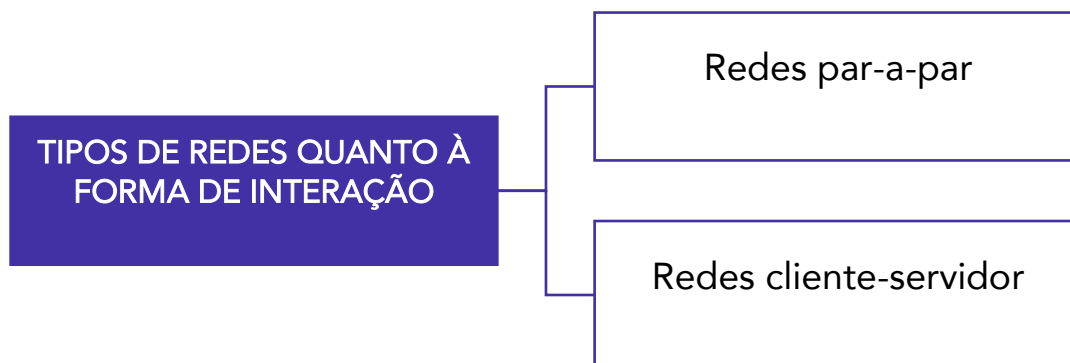 TIPOS DE REDES QUANTO À
FORMA DE INTERAÇÃO
Redes par-a-par
Redes cliente-servidor